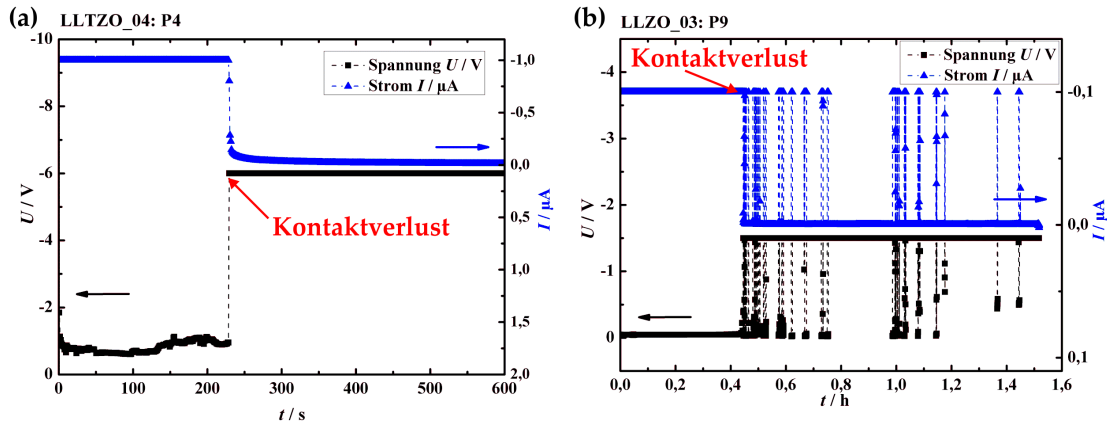 (a)
LLTZO_04: P4
-10
-8
-6
-4
-2
0
U / V
Spannung U / V
Strom I / µA
Kontaktverlust
-1,0
-0,5
0,0
0,5
1,0
1,5
2,0
I / µA
0 100 200 300 400 500 600
t / s
(b)
LLZO_03: P9
-4
-3
-2
-1
0
U / V
Spannung U / V
Strom I / µA
Kontaktverlust
-0,1
0,0
0,1
I / µA
0,0 0,2 0,4 0,6 0,8 1,0 1,2 1,4 1,6
t / h